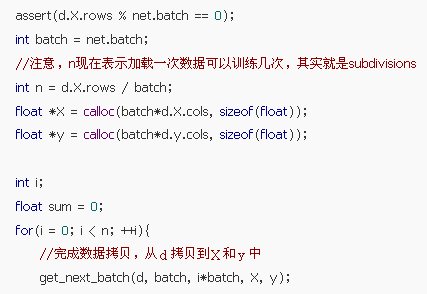 assert(d.X.rows % net.batch == 0);
int batch = net.batch;
//注意，n现在表示加载一次数据可以训练几次，其实就是subdivisions
int n = d.X.rows / batch;
float *X = calloc(batch*d.X.cols, sizeof(float));
float *y = calloc(batch*d.y.cols, sizeof(float));
int i;
float sum = 0;
for(i = 0; i < n; ++i){
//完成数据拷贝，从 d 拷贝到 X 和 y 中
get_next_batch(d, batch, i*batch, X, y);